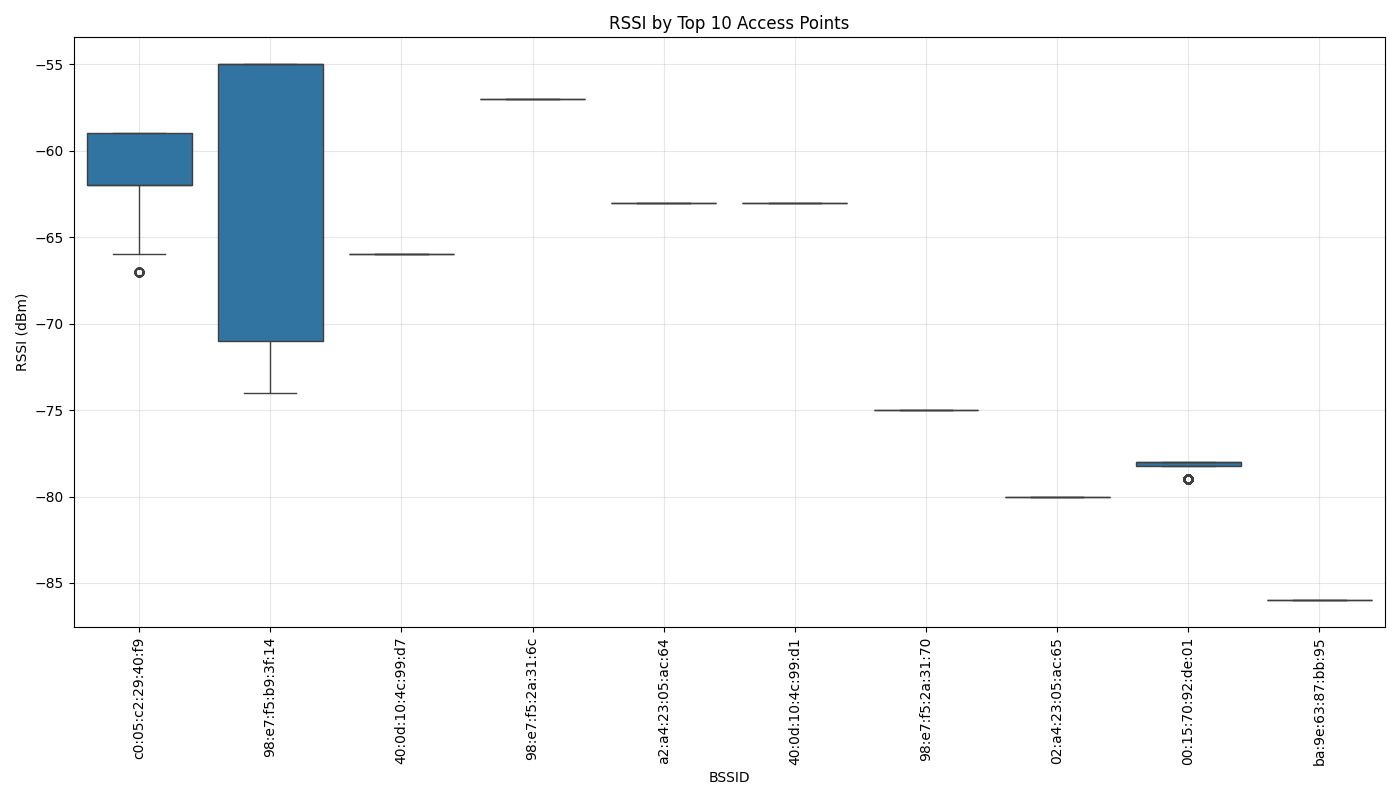 RSSI by Top 10 Access Points
RSSI (dBm)
−55
−60
−65
−70
−75
−80
−85
c0:05:c2:29:40:f9
98:e7:f5:b9:3f:14
40:0d:10:4c:99:d7
98:e7:f5:2a:31:6c
a2:a4:23:05:ac:64
40:0d:10:4c:99:d1
98:e7:f5:2a:31:70
02:a4:23:05:ac:65
00:15:70:92:de:01
ba:9e:63:87:bb:95
BSSID